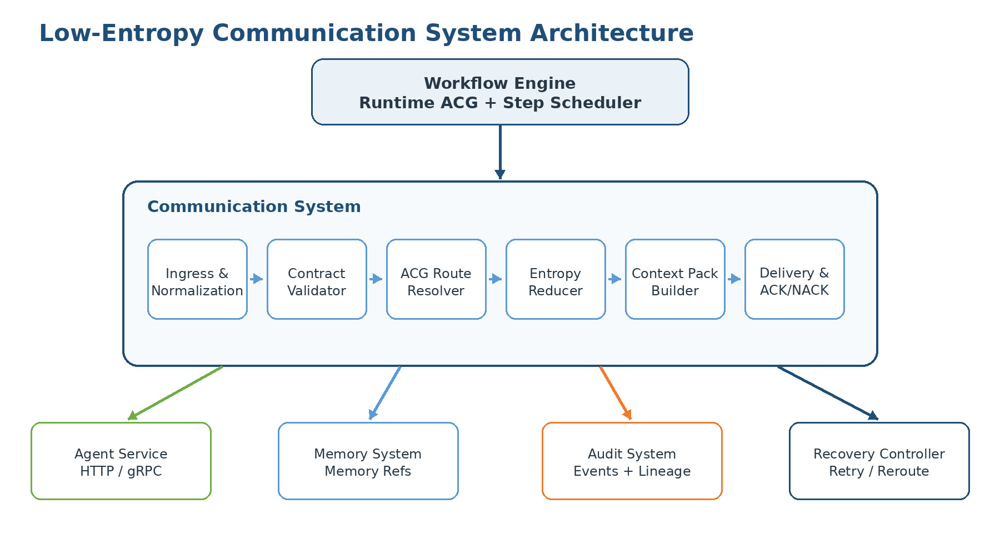 Low-Entropy Communication System Architecture
Workflow Engine
Runtime ACG + Step Scheduler
Communication System
Ingress &
Normalization
Contract
Validator
ACG Route
Resolver
Entropy
Reducer
Context Pack
Builder
Delivery &
ACK/NACK
Agent Service
HTTP / gRPC
Memory System
Memory Refs
Audit System
Events + Lineage
Recovery Controller
Retry / Reroute